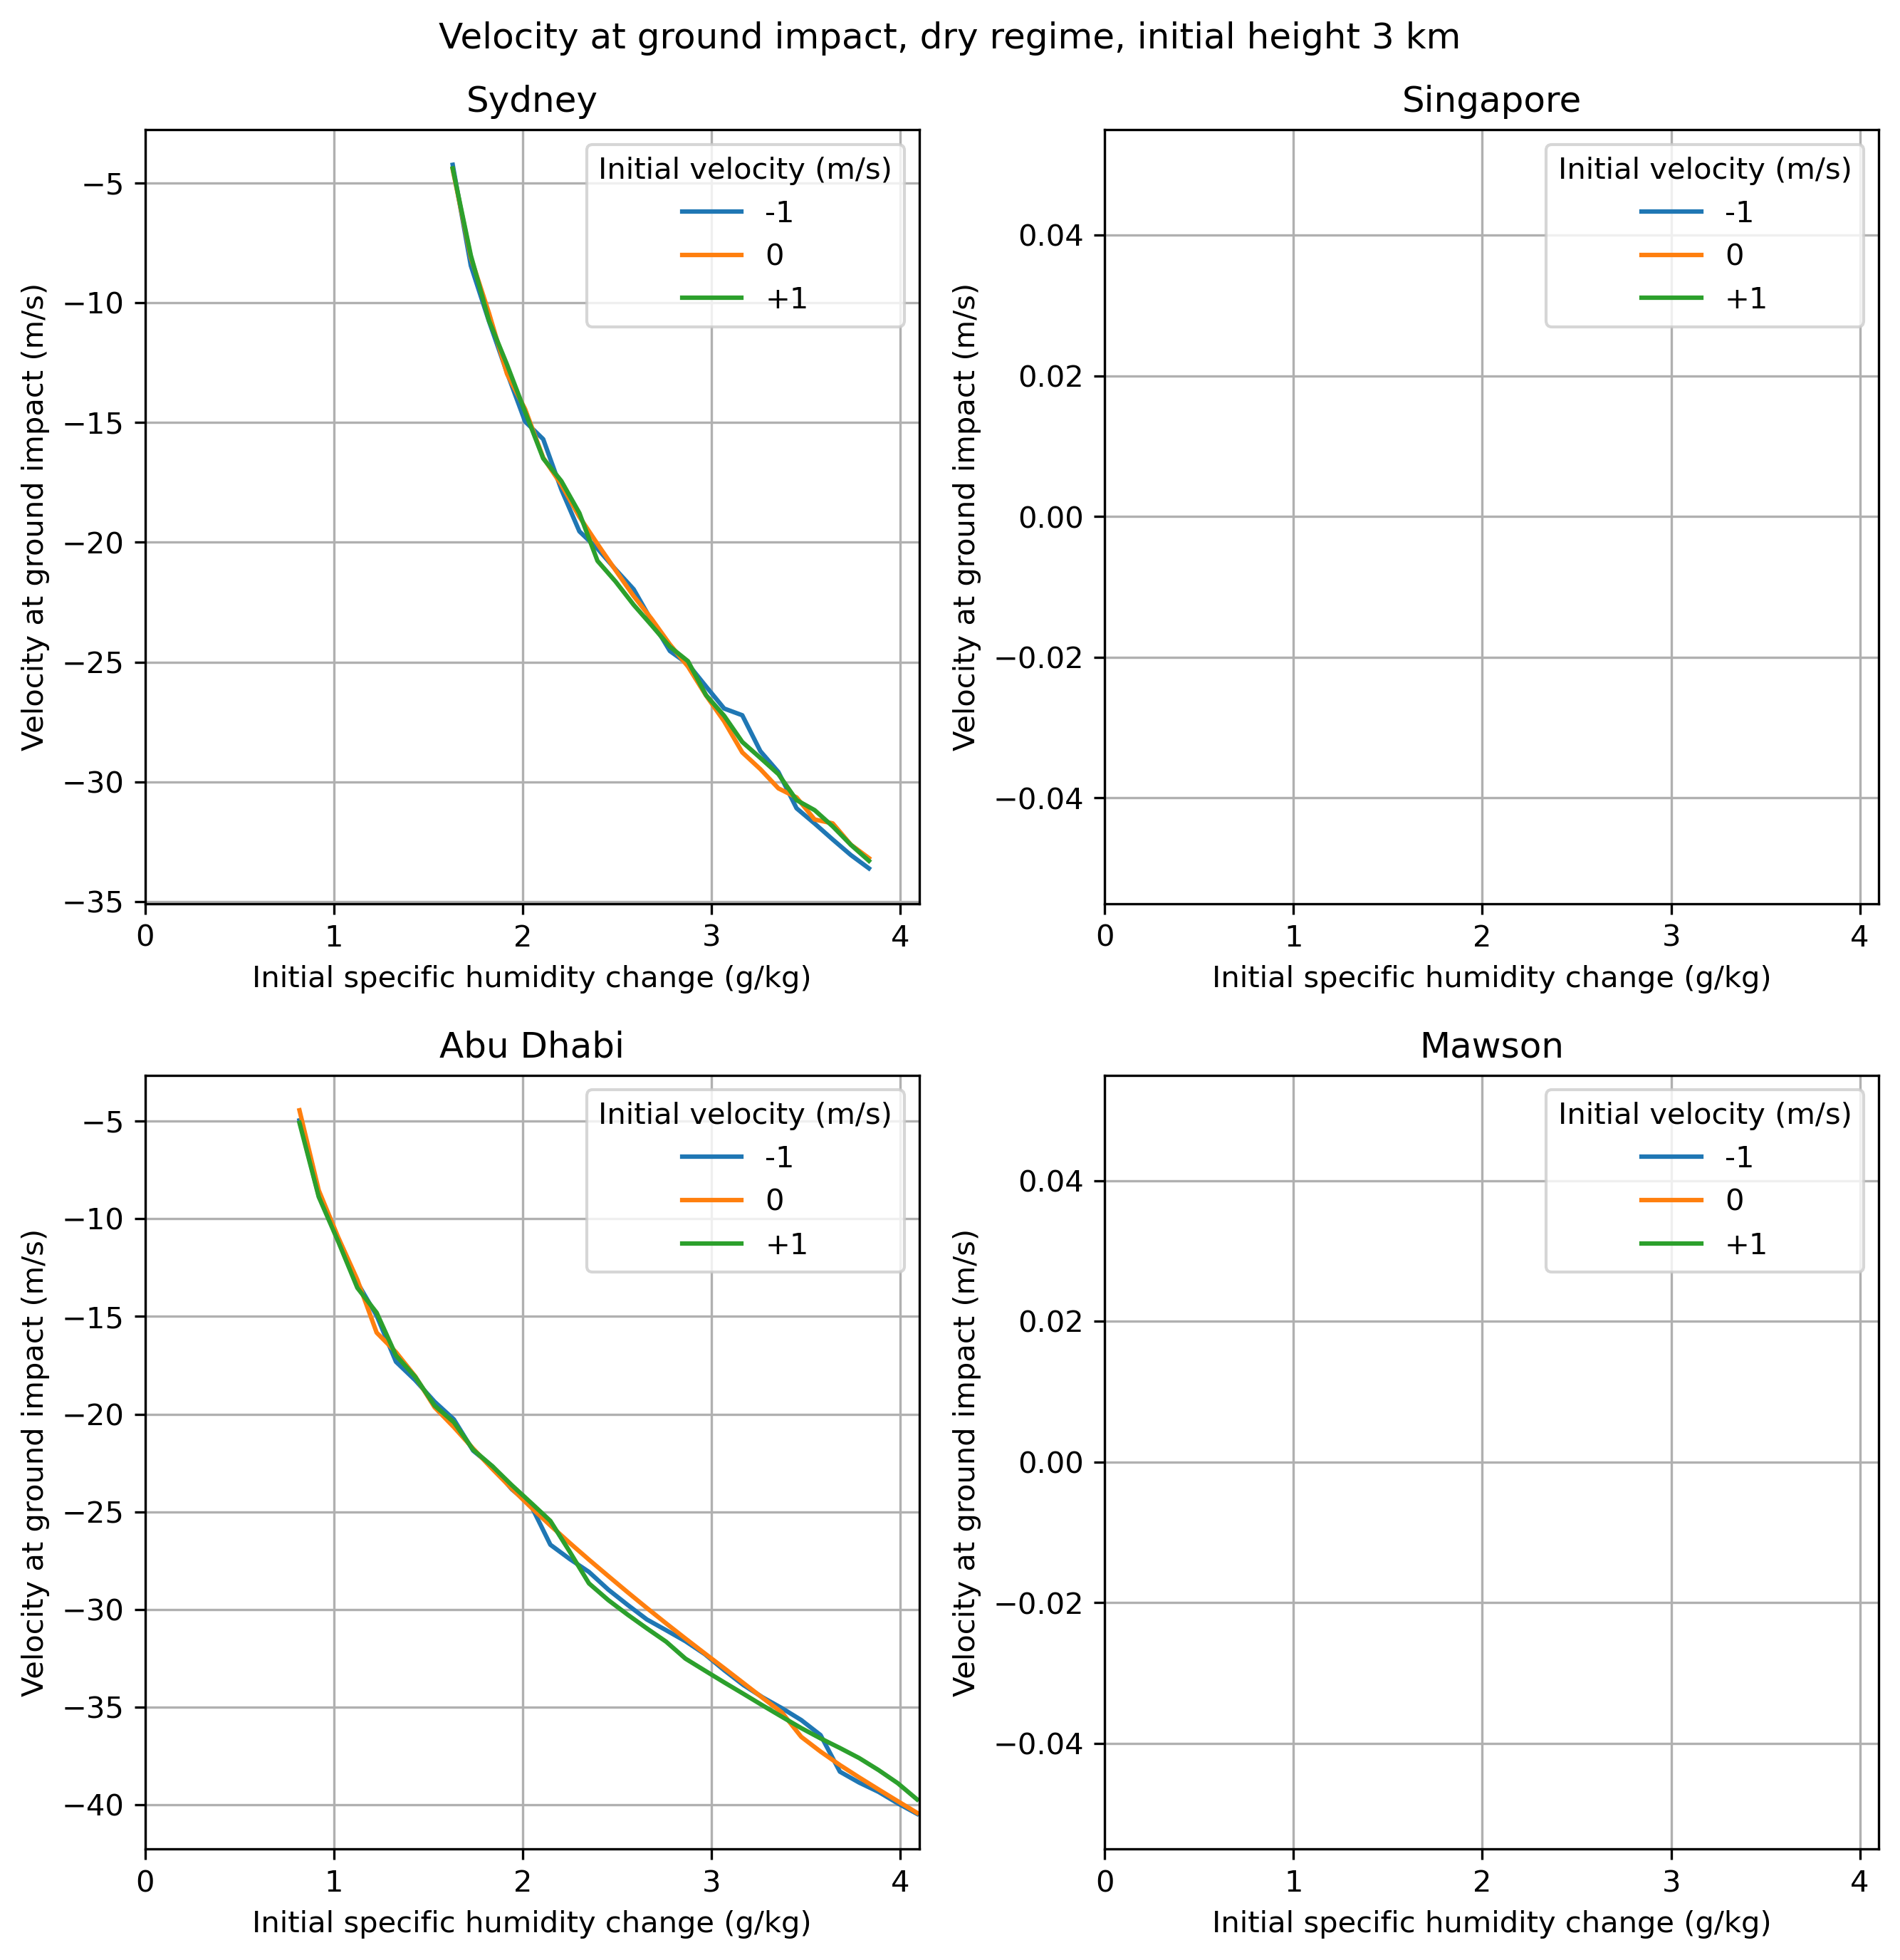 Velocity at ground impact, dry regime, initial height 3 km
Sydney
Velocity at ground impact (m/s)
−5
−10
−15
−20
−25
−30
−35
0 1 2 3 4
Initial specific humidity change (g/kg)
Initial velocity (m/s)
-1
0
+1
Singapore
Velocity at ground impact (m/s)
0.04
0.02
0.00
−0.02
−0.04
0 1 2 3 4
Initial specific humidity change (g/kg)
Initial velocity (m/s)
-1
0
+1
Abu Dhabi
Velocity at ground impact (m/s)
−5
−10
−15
−20
−25
−30
−35
−40
0 1 2 3 4
Initial specific humidity change (g/kg)
Initial velocity (m/s)
-1
0
+1
Mawson
Velocity at ground impact (m/s)
0.04
0.02
0.00
−0.02
−0.04
0 1 2 3 4
Initial specific humidity change (g/kg)
Initial velocity (m/s)
-1
0
+1